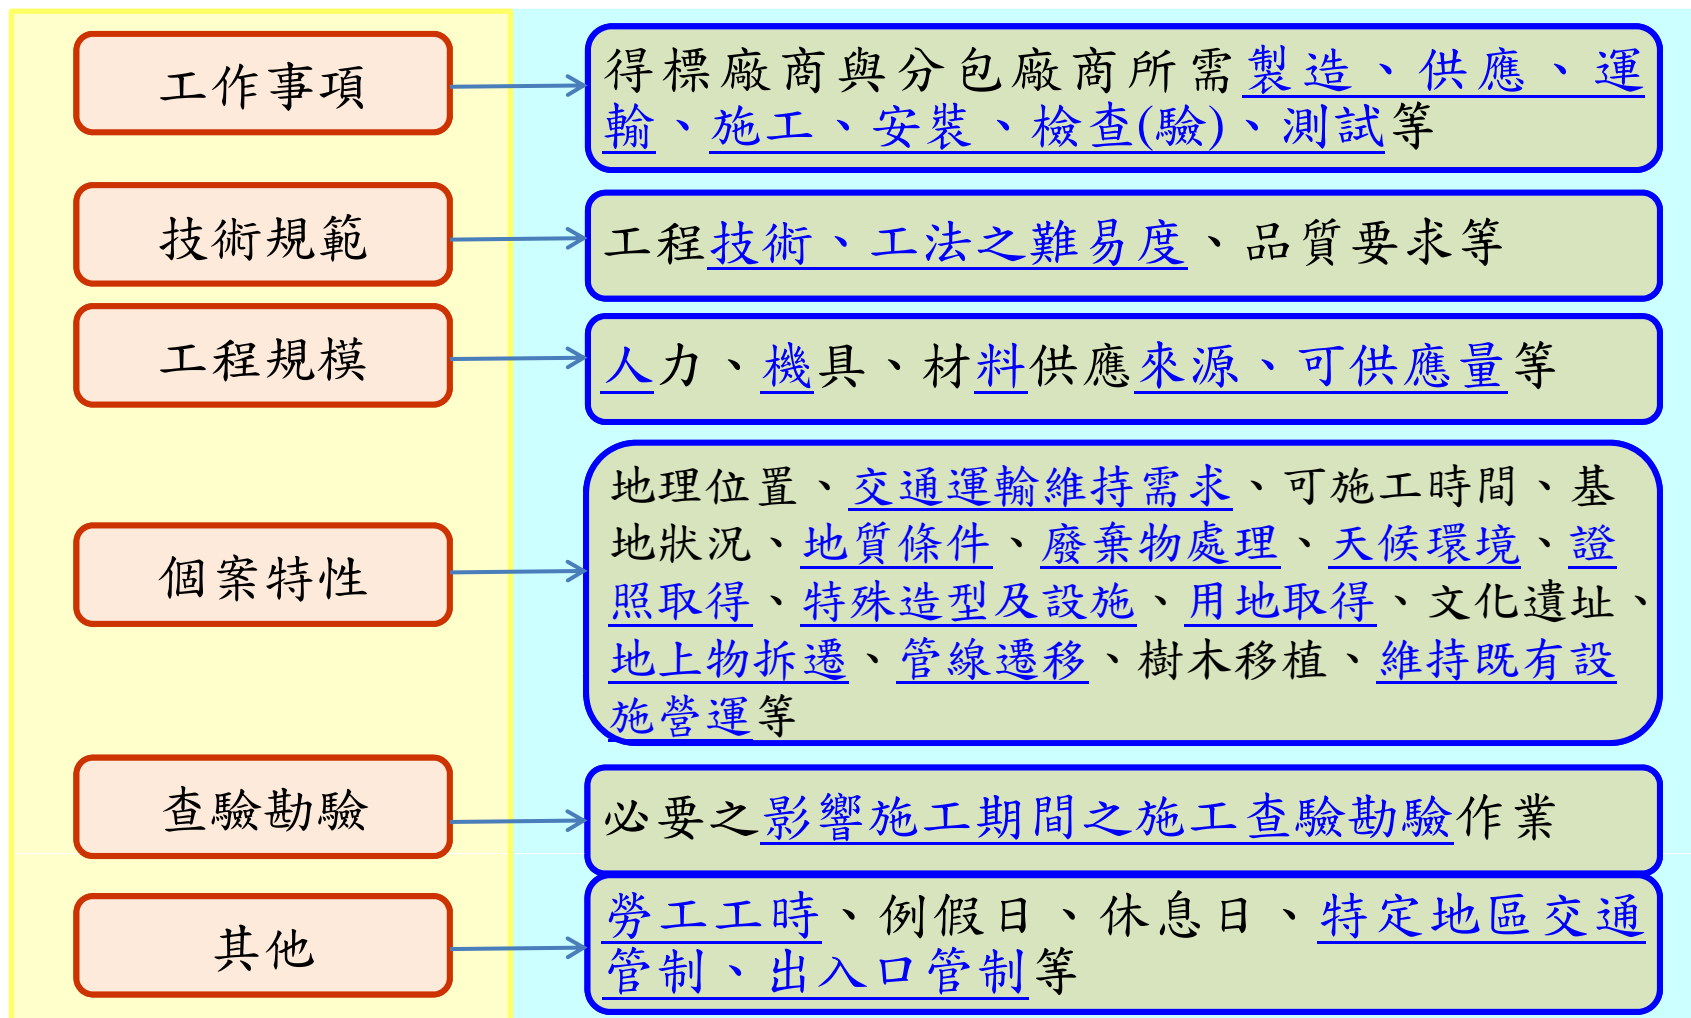 工作事項
得標廠商與分包廠商所需製造、供應、運
輸、施工、安裝、檢查(驗)、測試等
技術規範
工程技術、工法之難易度、品質要求等
工程規模
人力、機具、材料供應來源、可供應量等
個案特性
地理位置、交通運輸維持需求、可施工時間、基
地狀況、地質條件、廢棄物處理、天候環境、證
照取得、特殊造型及設施、用地取得、文化遺址、
地上物拆遷、管線遷移、樹木移植、維持既有設
施營運等
查驗勘驗
必要之影響施工期間之施工查驗勘驗作業
其他
勞工工時、例假日、休息日、特定地區交通
管制、出入口管制等